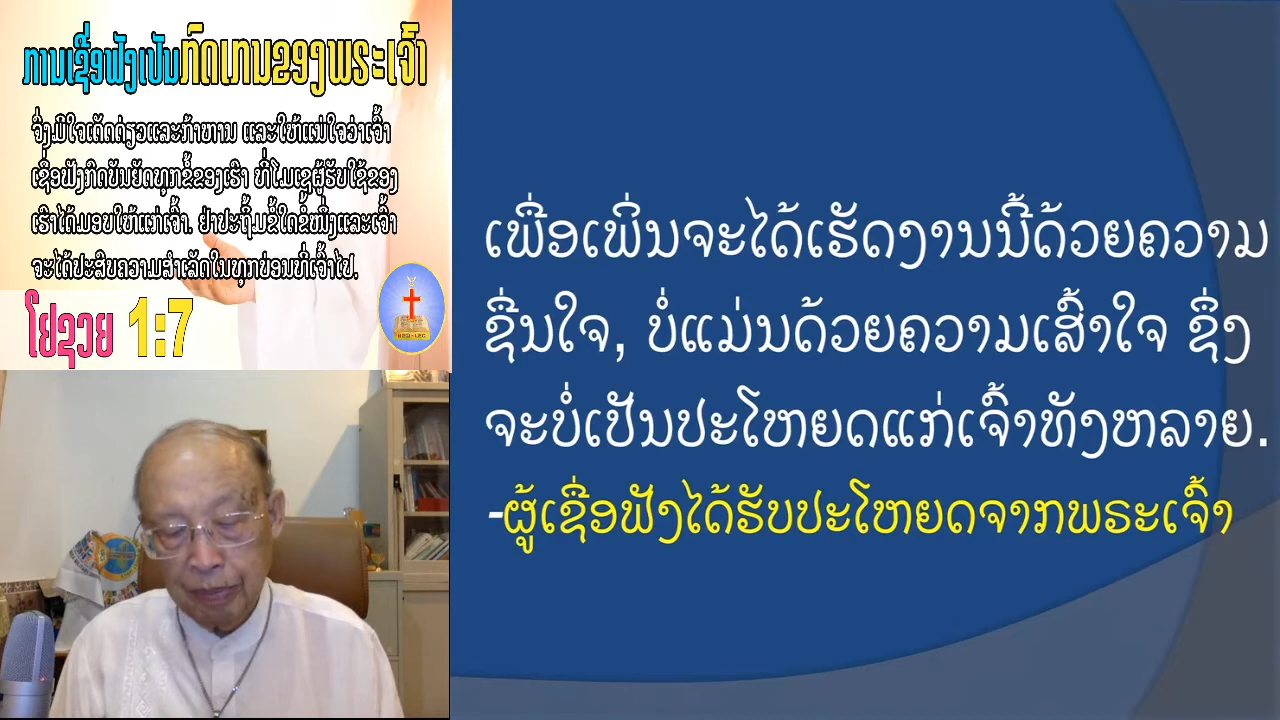 ການເຊື່ອຟັງເປັນກົດເກນຂອງພຣະເຈົ້າ
ຈົ່ງມີໃຈເດັດດ່ຽວແລະກ້າຫານ ແລະໃຫ້ແນ່ໃຈວ່າເຈົ້າ
ເຊື່ອຟັງກົດບັນຍັດທຸກຂໍ້ຂອງເຮົາ ທີ່ໂມເຊຜູ້ຮັບໃຊ້ຂອງ
ເຮົາໄດ້ມອບໃຫ້ແກ່ເຈົ້າ. ຢ່າປະຖິ້ມຂໍ້ໃດຂໍ້ໜຶ່ງແລະເຈົ້າ
ຈະໄດ້ປະສົບຄວາມສຳເລັດໃນທຸກບ່ອນທີ່ເຈົ້າໄປ.
ໂຢຊວຍ 1:7
ເພື່ອເພິ່ນຈະໄດ້ເຮັດງານນີ້ດ້ວຍຄວາມ
ຊື່ນໃຈ, ບໍ່ແມ່ນດ້ວຍຄວາມເສົ້າໃຈ ຊຶ່ງ
ຈະບໍ່ເປັນປະໂຫຍດແກ່ເຈົ້າທັງຫລາຍ.
-ຜູ້ເຊື່ອຟັງໄດ້ຮັບປະໂຫຍດຈາກພຣະເຈົ້າ